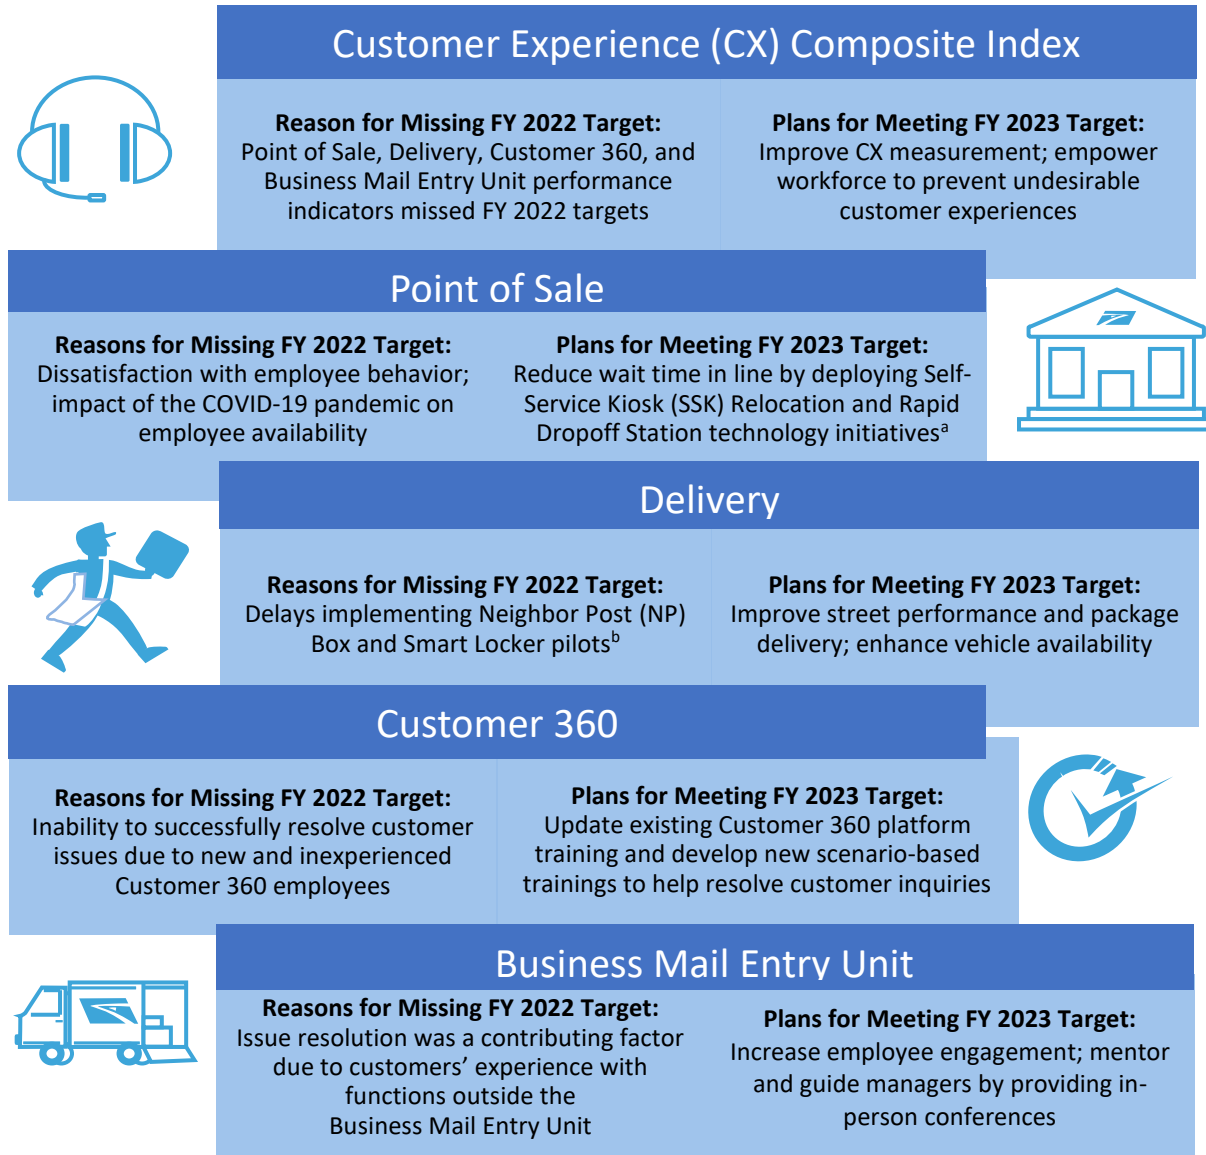 Customer Experience (CX) Composite Index
Reason for Missing FY 2022 Target:
Point of Sale, Delivery, Customer 360, and
Business Mail Entry Unit performance
indicators missed FY 2022 targets
Plans for Meeting FY 2023 Target:
Improve CX measurement; empower
workforce to prevent undesirable
customer experiences
Point of Sale
Reasons for Missing FY 2022 Target:
Dissatisfaction with employee behavior;
impact of the COVID-19 pandemic on
employee availability
Plans for Meeting FY 2023 Target:
Reduce wait time in line by deploying Self-
Service Kiosk (SSK) Relocation and Rapid
Dropoff Station technology initiativesᵃ
Delivery
Reasons for Missing FY 2022 Target:
Delays implementing Neighbor Post (NP)
Box and Smart Locker pilotsᵇ
Plans for Meeting FY 2023 Target:
Improve street performance and package
delivery; enhance vehicle availability
Customer 360
Reasons for Missing FY 2022 Target:
Inability to successfully resolve customer
issues due to new and inexperienced
Customer 360 employees
Plans for Meeting FY 2023 Target:
Update existing Customer 360 platform
training and develop new scenario-based
trainings to help resolve customer inquiries
Business Mail Entry Unit
Reasons for Missing FY 2022 Target:
Issue resolution was a contributing factor
due to customers’ experience with
functions outside the
Business Mail Entry Unit
Plans for Meeting FY 2023 Target:
Increase employee engagement; mentor
and guide managers by providing in-
person conferences